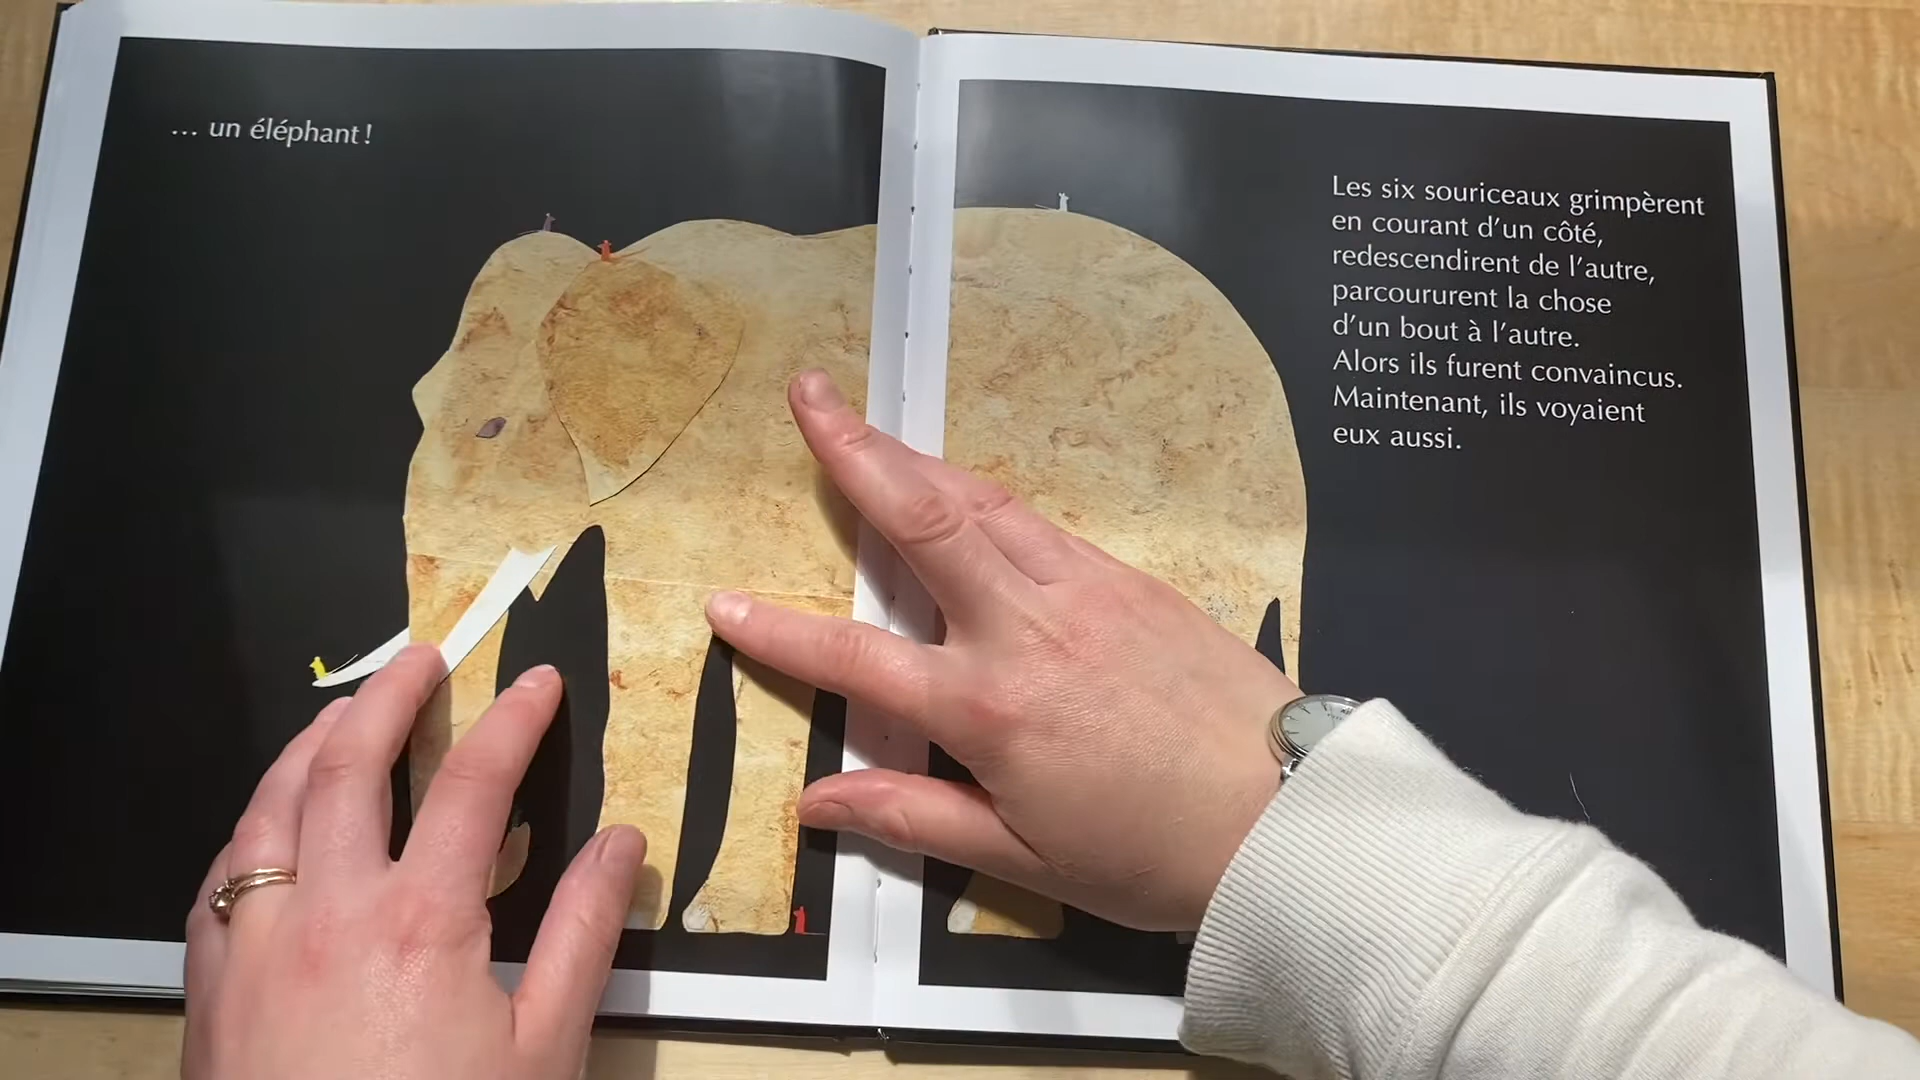 ... un éléphant !
Les six souriceaux grimpèrent
en courant d'un côté,
redescendirent de l'autre,
parcoururent la chose
d'un bout à l'autre.
Alors ils furent convaincus.
Maintenant, ils voyaient
eux aussi.